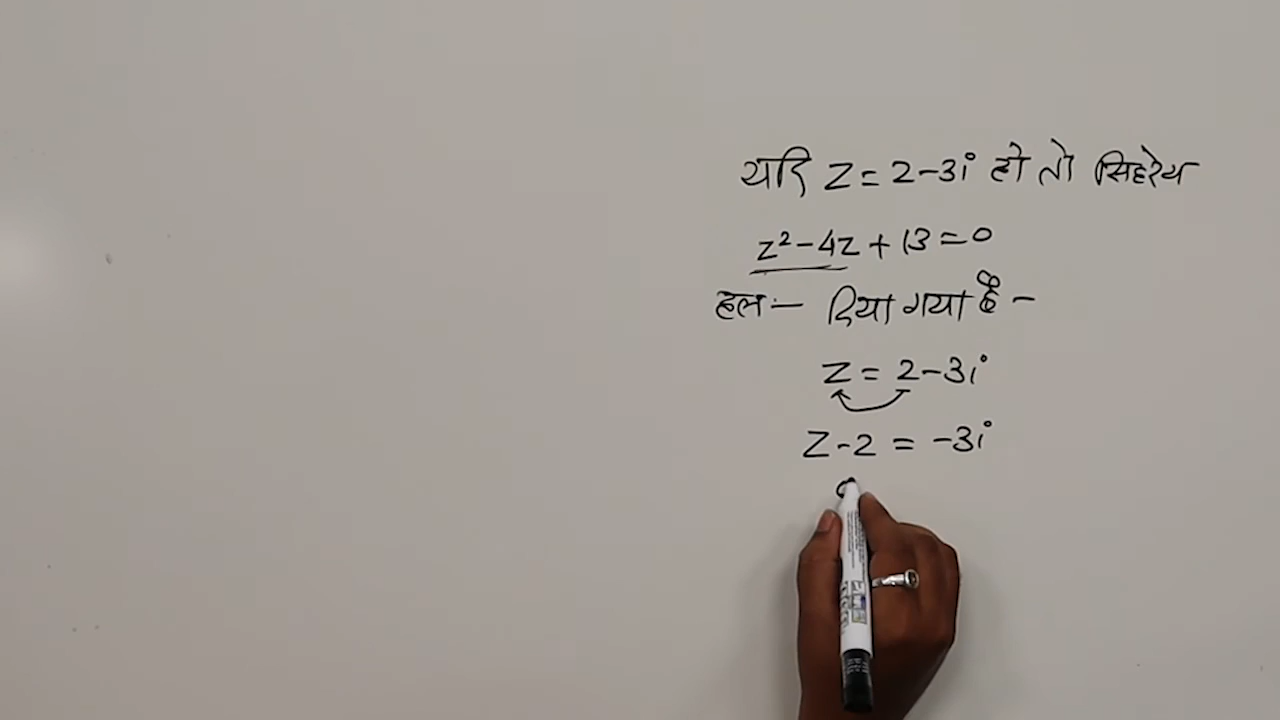 यदि z = 2-3i हो तो
z² - 4z + 13 = 0
हल :- दिया गया है -
z = 2-3i
z-2 = -3i